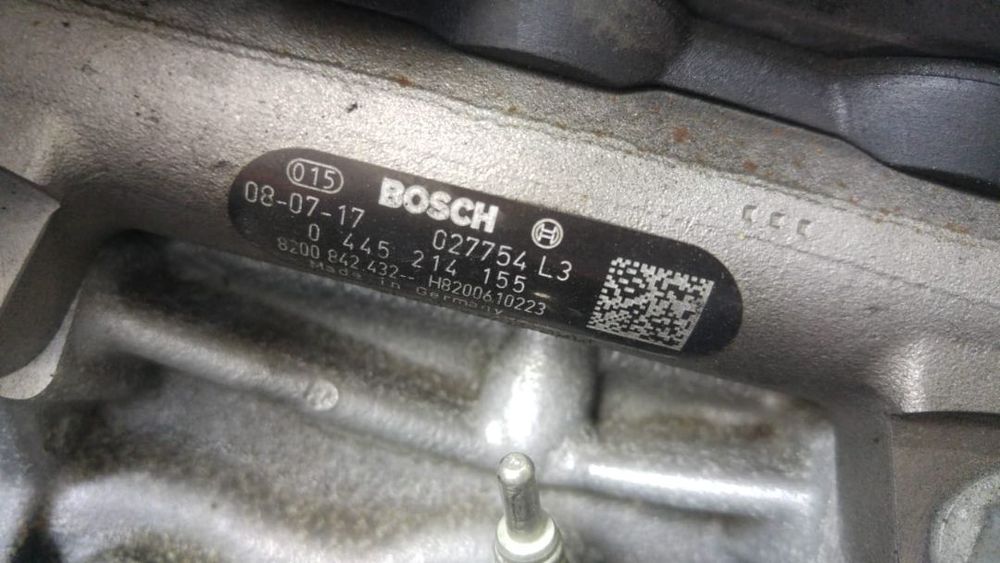 015
BOSCH
08-07-17 027754 L3
0 445 214 155
8200 842 432-- H8200610223
Made in Germany